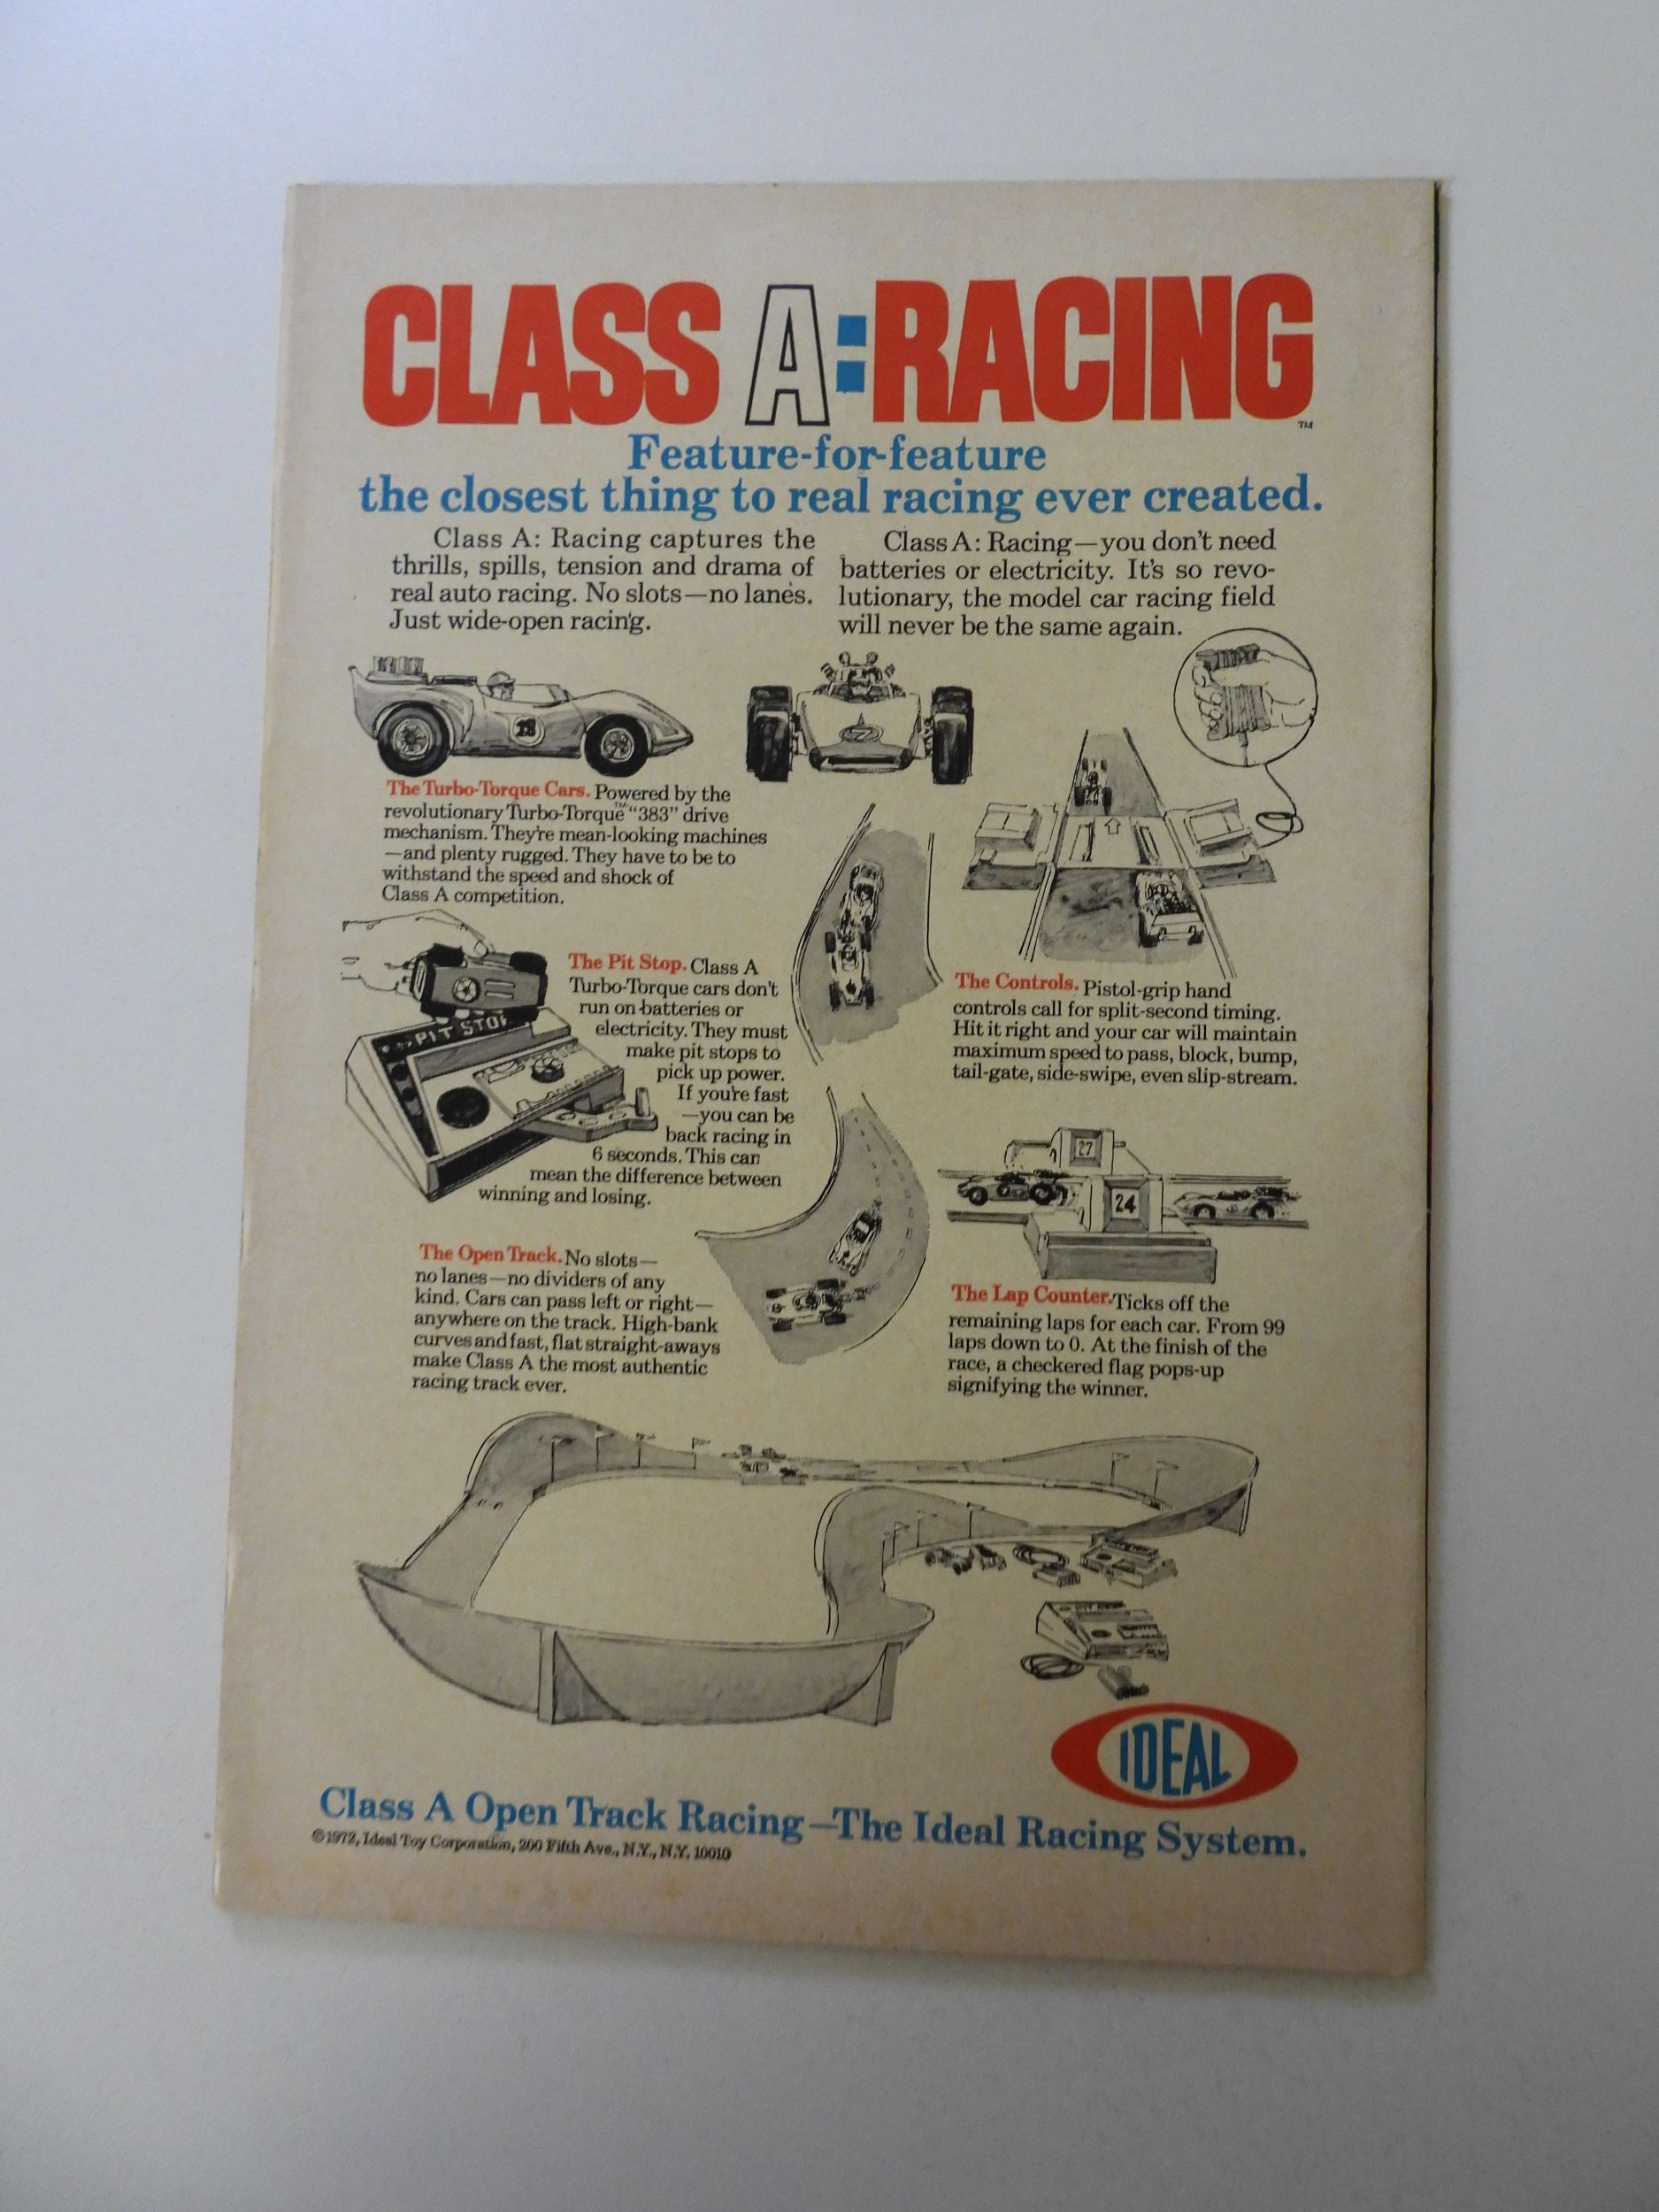 CLASS A:RACING
TM
Feature-for-feature
the closest thing to real racing ever created.
Class A: Racing captures the
thrills, spills, tension and drama of
real auto racing. No slots—no lanes.
Just wide-open racing.
Class A: Racing—you don't need
batteries or electricity. It's so revo-
lutionary, the model car racing field
will never be the same again.
The Turbo-Torque Cars. Powered by the
revolutionary Turbo-Torque™ "383" drive
mechanism. They're mean-looking machines
—and plenty rugged. They have to be to
withstand the speed and shock of
Class A competition.
PIT STOP
The Pit Stop. Class A
Turbo-Torque cars don't
run on batteries or
electricity. They must
make pit stops to
pick up power.
If you're fast
—you can be
back racing in
6 seconds. This can
mean the difference between
winning and losing.
The Controls. Pistol-grip hand
controls call for split-second timing.
Hit it right and your car will maintain
maximum speed to pass, block, bump,
tail-gate, side-swipe, even slip-stream.
27
24
The Open Track. No slots—
no lanes—no dividers of any
kind. Cars can pass left or right—
anywhere on the track. High-bank
curves and fast, flat straight-aways
make Class A the most authentic
racing track ever.
The Lap Counter. Ticks off the
remaining laps for each car. From 99
laps down to 0. At the finish of the
race, a checkered flag pops-up
signifying the winner.
IDEAL
Class A Open Track Racing—The Ideal Racing System.
©1972, Ideal Toy Corporation, 200 Fifth Ave., N.Y., N.Y. 10010